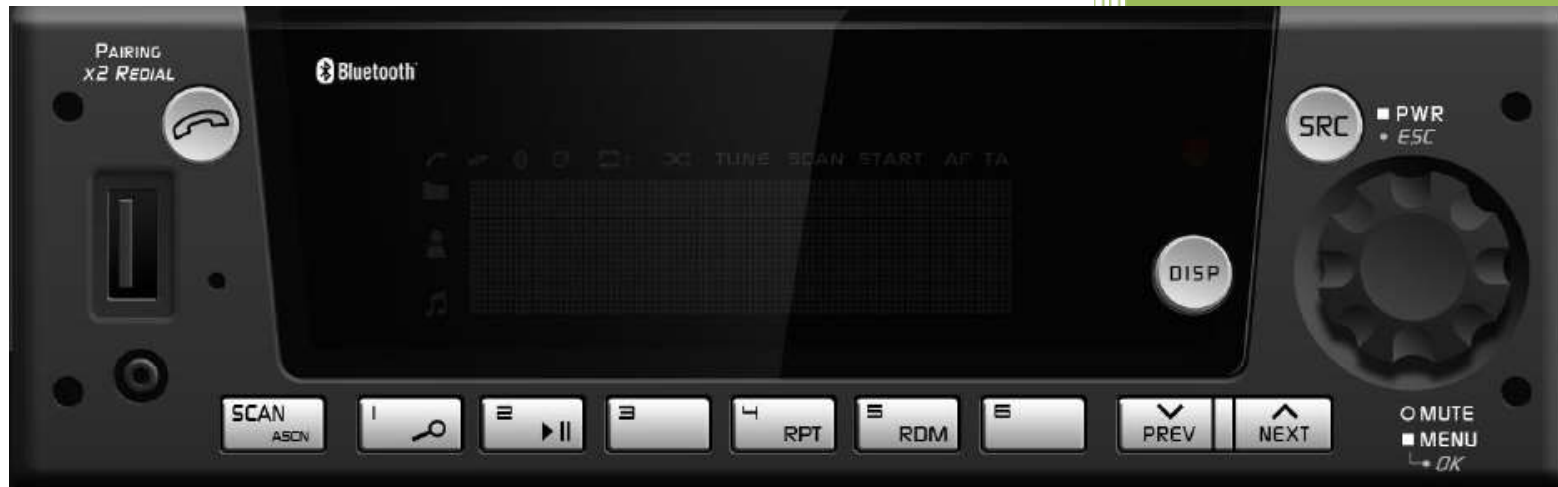 PAIRING
X2 REDIAL
Bluetooth
SRC
PWR
ESC
TUNE SCAN START AF TA
DISP
SCAN
ASCN
1
2
3
4
RPT
5
RDM
6
PREV
NEXT
MUTE
MENU
OK